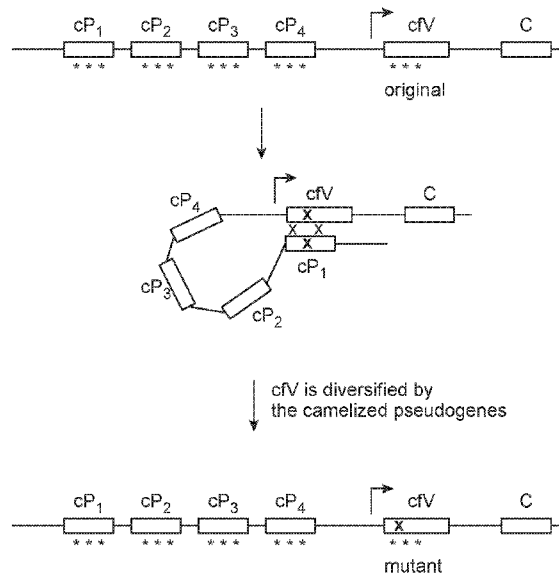 cP1 cP2 cP3 cP4 cfV C
* * * * * * * * * * * * * * *
original
cfV C
cP4
x
x x
x
cP1
cP3
cP2
cfV is diversified by
the camelized pseudogenes
cP1 cP2 cP3 cP4 cfV C
x
* * * * * * * * * * * * * * *
mutant